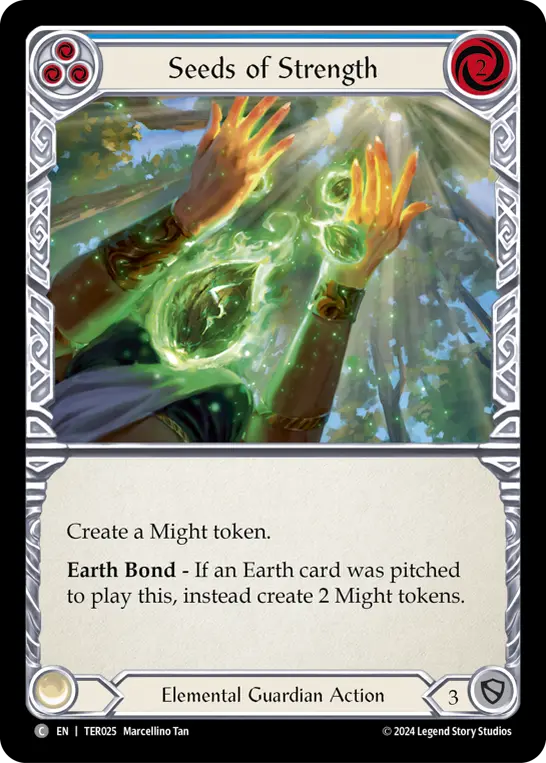 Seeds of Strength
2
Create a Might token.
Earth Bond - If an Earth card was pitched
to play this, instead create 2 Might tokens.
Elemental Guardian Action
3
C EN | TER025 Marcellino Tan
© 2024 Legend Story Studios